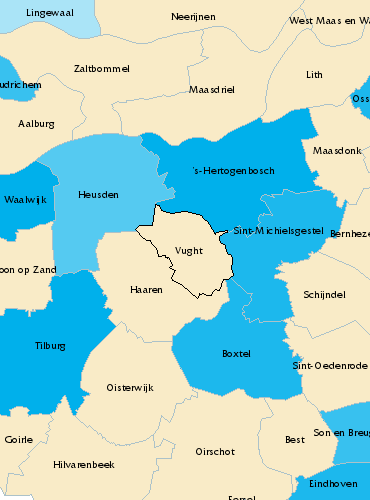 Lingewaal
Neerijnen
West Maas en Wa
Zaltbommel
Lith
udrichem
Maasdriel
Oss
Aalburg
Maasdonk
's-Hertogenbosch
Heusden
Waalwijk
Sint-Michielsgestel
Bernheze
Vught
oon op Zand
Haaren
Schijndel
Tilburg
Boxtel
Sint-Oedenrode
Oisterwijk
Son en Breug
Goirle
Best
Oirschot
Hilvarenbeek
Eindhoven